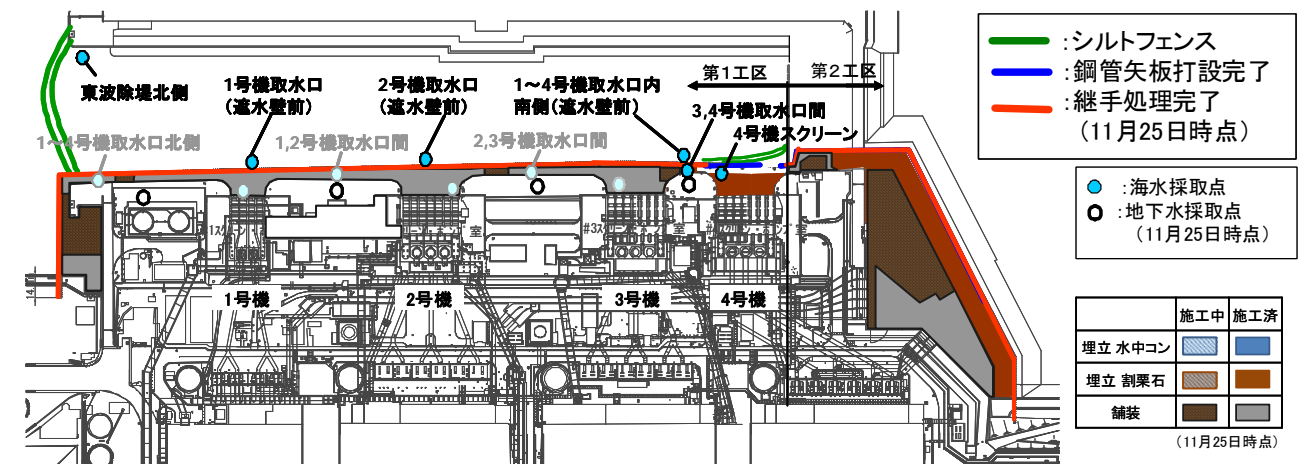 東波除堤北側
1号機取水口
(遮水壁前)
2号機取水口
(遮水壁前)
1～4号機取水口内
南側(遮水壁前)
第1工区
第2工区
3,4号機取水口間
4号機スクリーン
1～4号機取水口北側
1,2号機取水口間
2,3号機取水口間
1号機
2号機
3号機
4号機
:シルトフェンス
:鋼管矢板打設完了
:継手処理完了
(11月25日時点)
:海水採取点
:地下水採取点
(11月25日時点)
施工中 施工済
埋立 水中コン
埋立 割栗石
舗装
(11月25日時点)